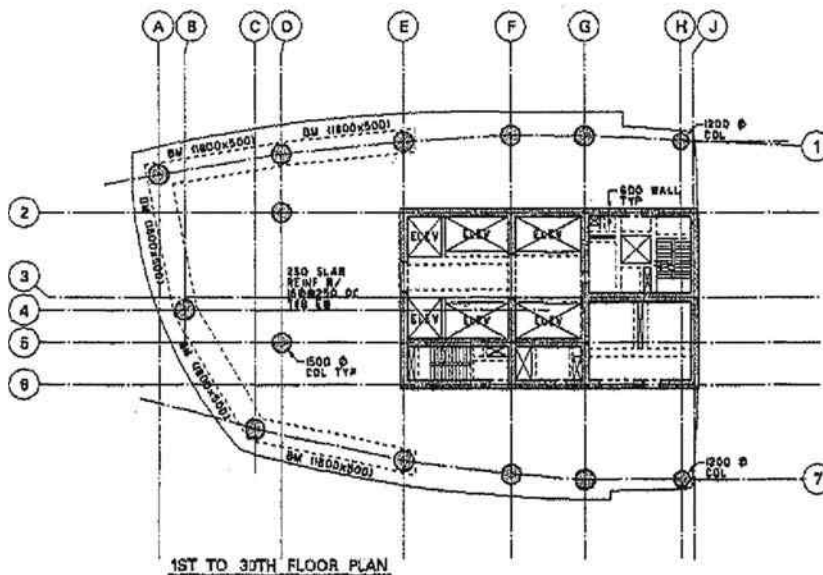 A B C D E F G H J
BM (1800x500)
BM (1800x500)
1200 Ø
COL
1
600 WALL
TYP
2
ELEV
ELEV
ELEV
BM (1800x500)
250 SLAB
3
4
ELEV
ELEV
ELEV
5
1500 Ø
COL TYP
6
BM (1800x500)
1200 Ø
COL
7
1ST TO 30TH FLOOR PLAN